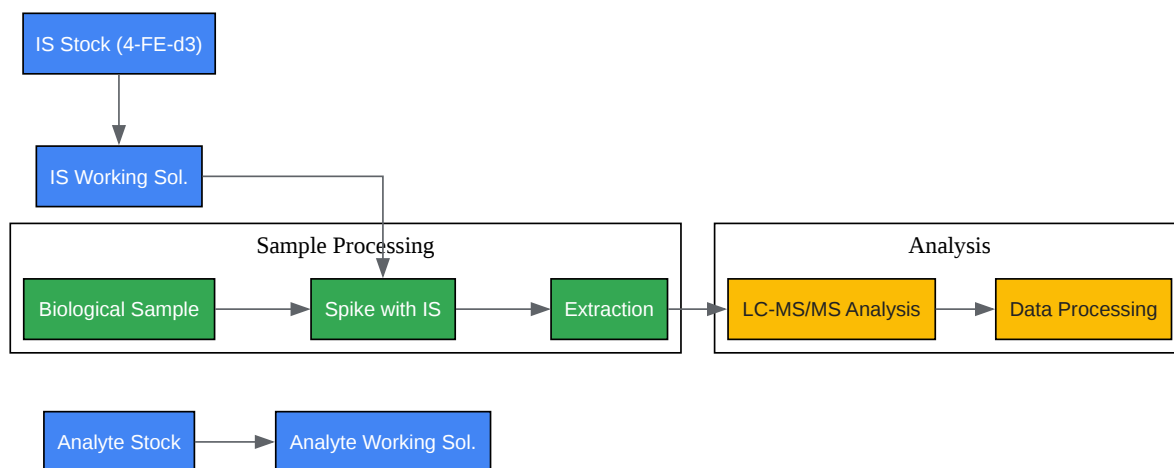 IS Stock (4-FE-d3)
IS Working Sol.
Sample Processing
Analysis
Biological Sample
Spike with IS
Extraction
LC-MS/MS Analysis
Data Processing
Analyte Stock
Analyte Working Sol.